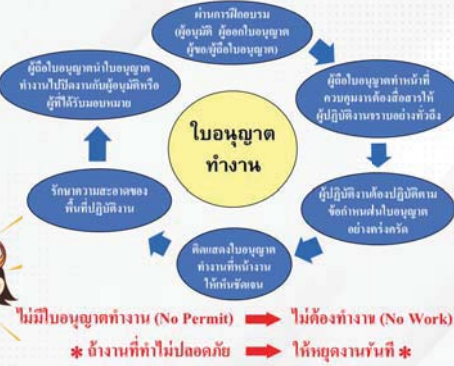 ผ่านการฝึกอบรม
(ผู้อนุมัติ ผู้ออกใบอนุญาต
ผู้ขอ/ผู้ถือใบอนุญาต)
ผู้ถือใบอนุญาตทำหน้าที่
ควบคุมงานต้องสื่อสารให้
ผู้ปฏิบัติงานทราบอย่างทั่วถึง
ผู้ปฏิบัติงานต้องปฏิบัติตาม
ข้อกำหนดในใบอนุญาต
อย่างเคร่งครัด
ติดแสดงใบอนุญาต
ทำงานที่หน้างาน
ให้เห็นชัดเจน
รักษาความสะอาดของ
พื้นที่ปฏิบัติงาน
ผู้ถือใบอนุญาตนำใบอนุญาต
ทำงานไปปิดงานกับผู้อนุมัติหรือ
ผู้ที่ได้รับมอบหมาย
ใบอนุญาต
ทำงาน
ไม่มีใบอนุญาตทำงาน (No Permit) ➡ ไม่ต้องทำงาน (No Work)
* ถ้างานที่ทำไม่ปลอดภัย ➡ ให้หยุดงานทันที *